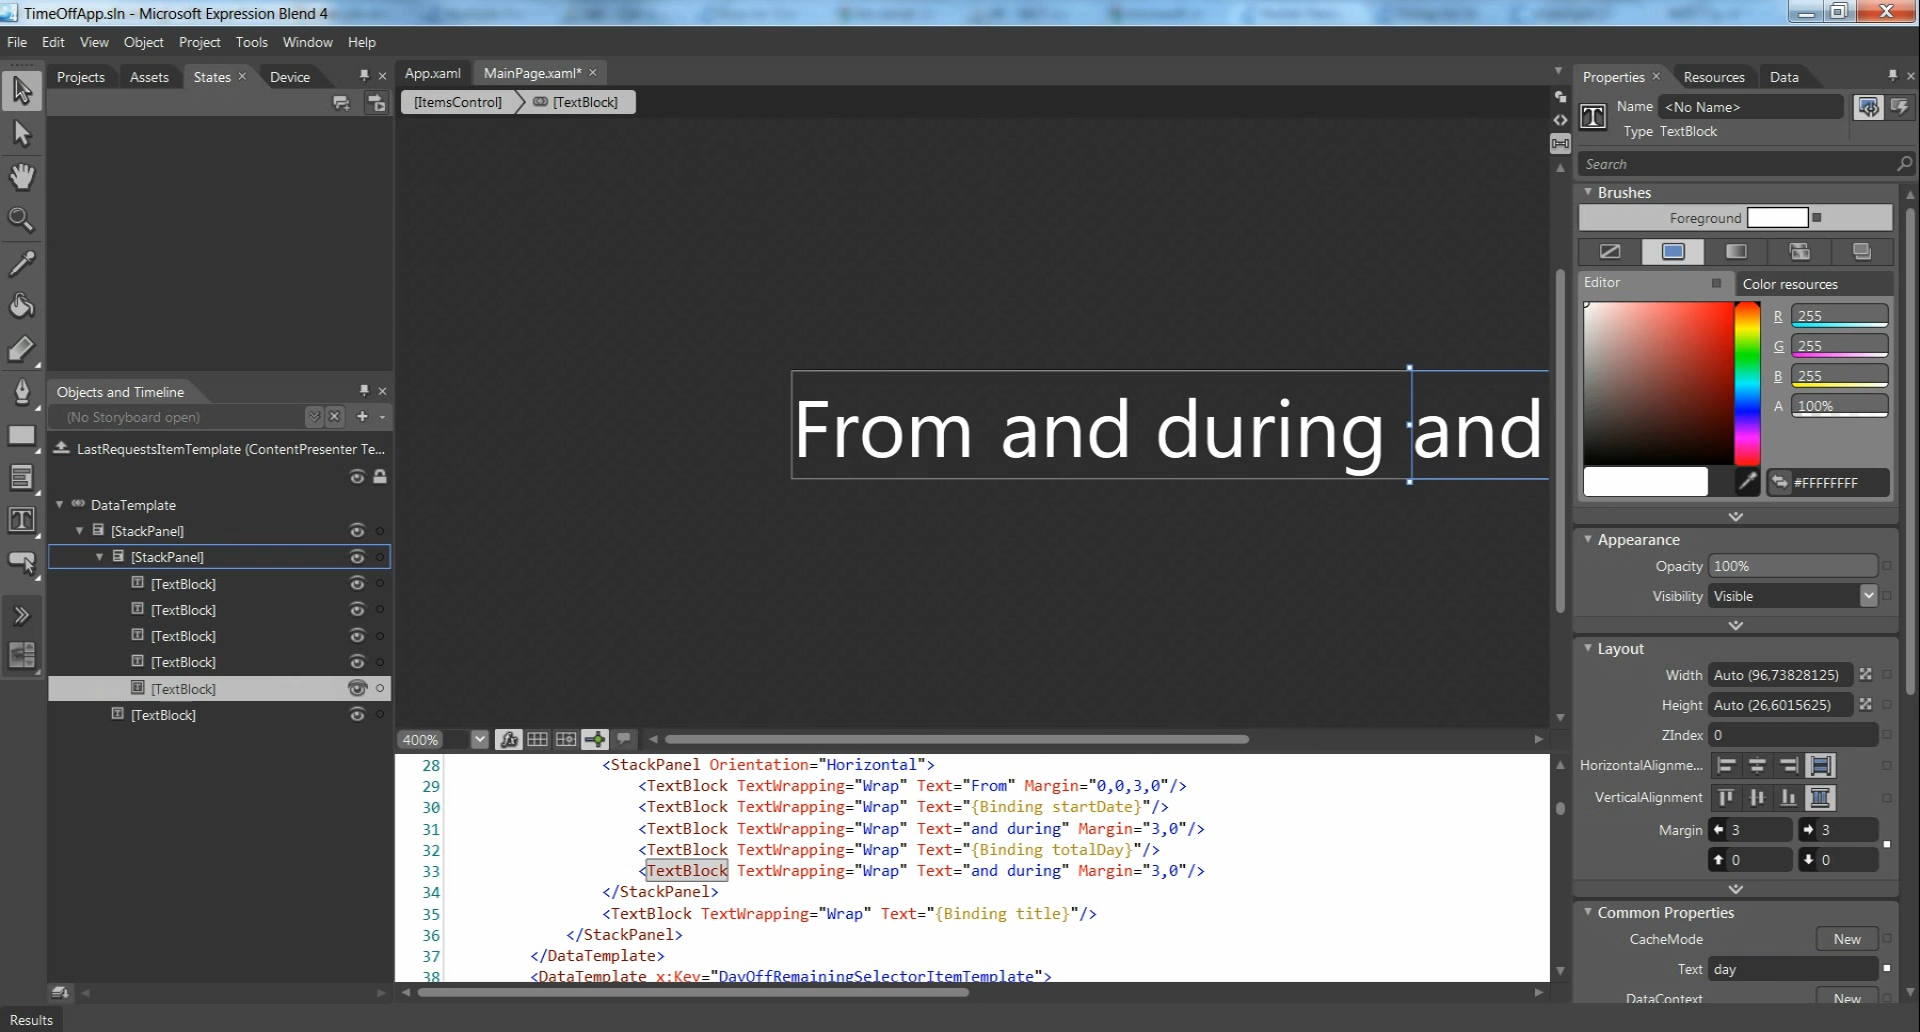 TimeOffApp.sln - Microsoft Expression Blend 4
File Edit View Object Project Tools Window Help
Projects Assets States Device
App.xaml MainPage.xaml*
[ItemsControl] [TextBlock]
Properties Resources Data
Name <No Name>
Type TextBlock
Search
Brushes
Foreground
Editor
Color resources
R 255
G 255
B 255
A 100%
#FFFFFFFF
Objects and Timeline
(No Storyboard open)
LastRequestsItemTemplate (ContentPresenter Te...
DataTemplate
[StackPanel]
[StackPanel]
[TextBlock]
[TextBlock]
[TextBlock]
[TextBlock]
[TextBlock]
[TextBlock]
From and during and
Appearance
Opacity 100%
Visibility Visible
Layout
Width Auto (96,73828125)
Height Auto (26,6015625)
ZIndex 0
HorizontalAlignme...
VerticalAlignment
Margin 3 3
0 0
Common Properties
CacheMode New
Text day
DataContext New
400%
28 <StackPanel Orientation="Horizontal">
29 <TextBlock TextWrapping="Wrap" Text="From" Margin="0,0,3,0"/>
30 <TextBlock TextWrapping="Wrap" Text="{Binding startDate}"/>
31 <TextBlock TextWrapping="Wrap" Text="and during" Margin="3,0"/>
32 <TextBlock TextWrapping="Wrap" Text="{Binding totalDay}"/>
33 <TextBlock TextWrapping="Wrap" Text="and during" Margin="3,0"/>
34 </StackPanel>
35 <TextBlock TextWrapping="Wrap" Text="{Binding title}"/>
36 </StackPanel>
37 </DataTemplate>
38 <DataTemplate x:Key="DayOffRemainingSelectorItemTemplate">
Results